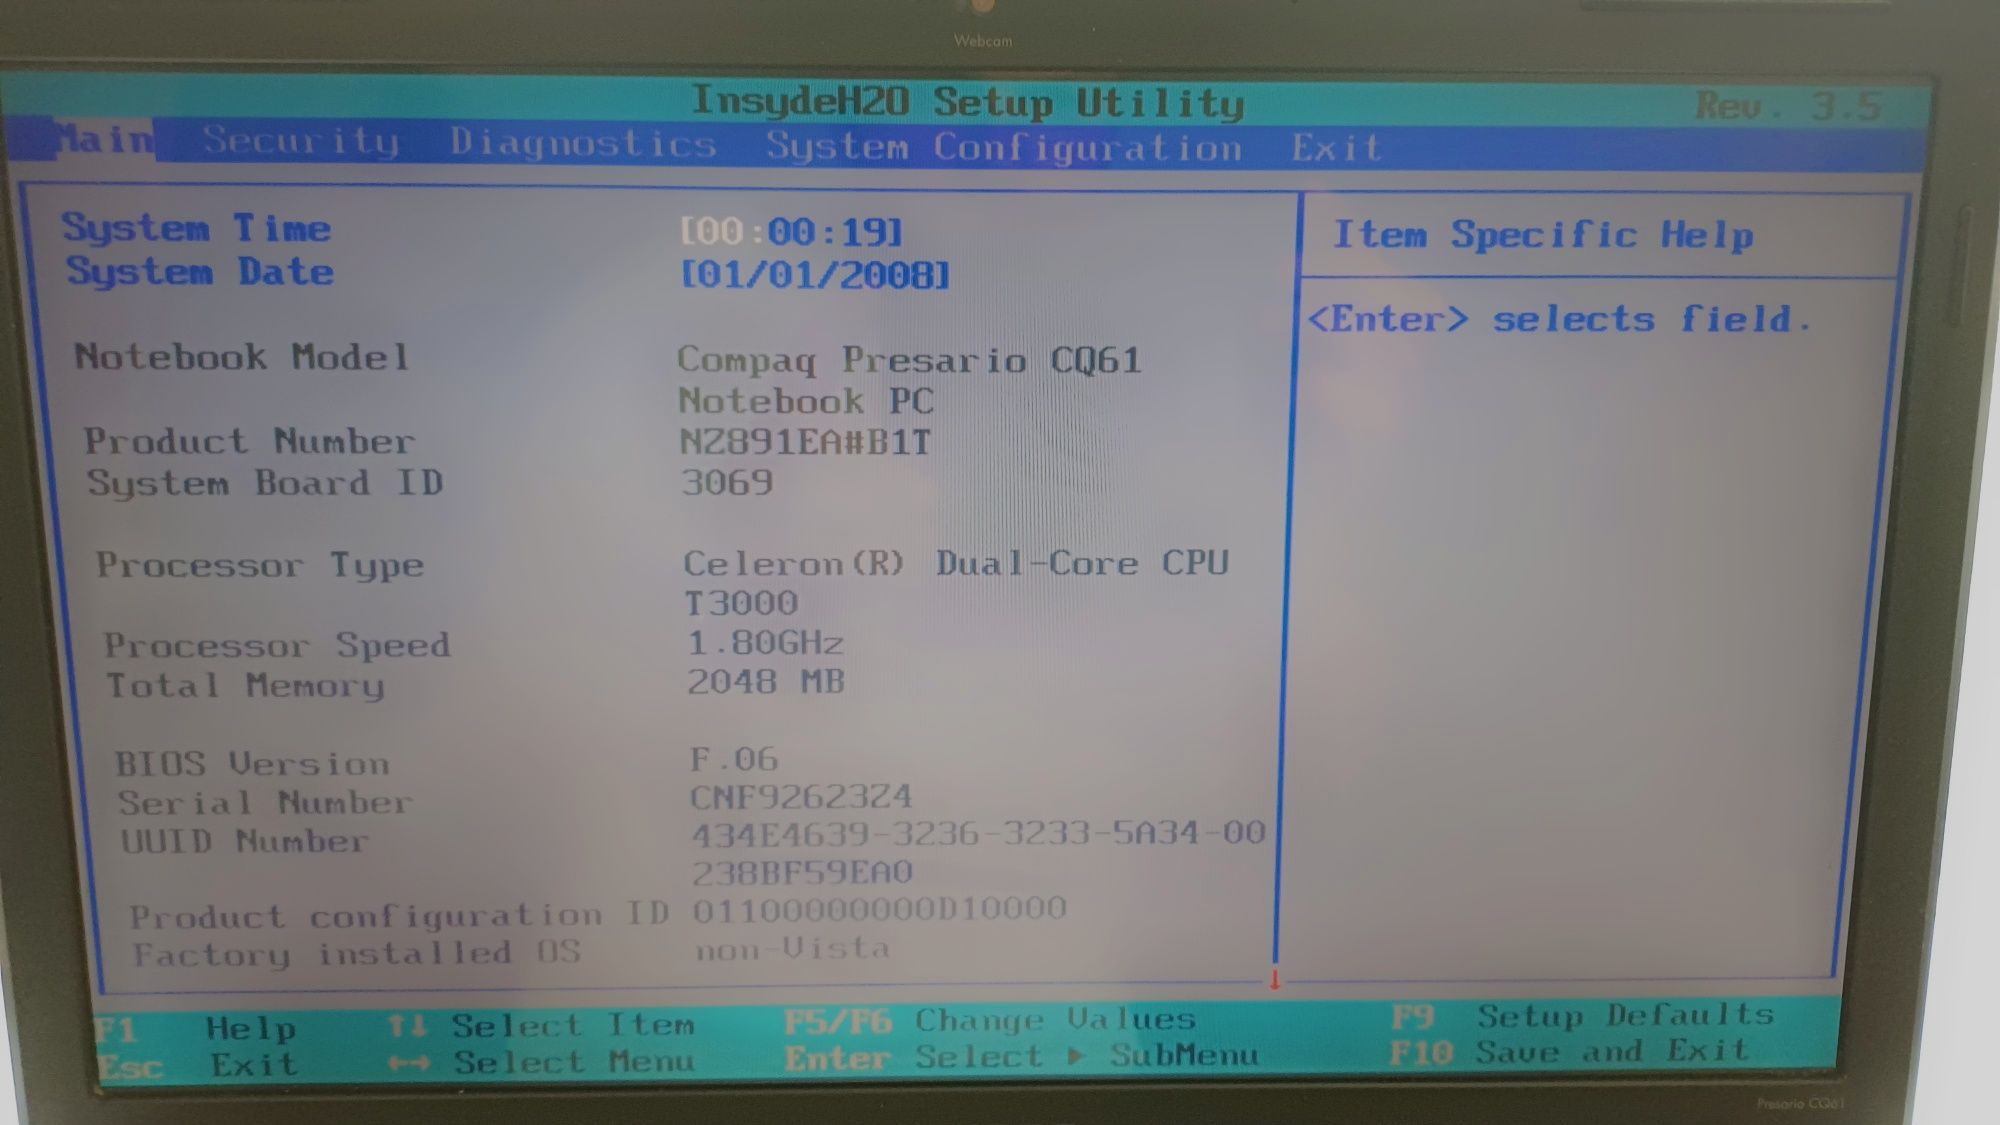 Webcam
InsydeH2O Setup Utility Rev. 3.5
Main Security Diagnostics System Configuration Exit
System Time [00:00:19]
System Date [01/01/2008]
Item Specific Help
<Enter> selects field.
Notebook Model Compaq Presario CQ61
Notebook PC
Product Number NZ891EA#B1T
System Board ID 3069
Processor Type Celeron(R) Dual-Core CPU
T3000
Processor Speed 1.80GHz
Total Memory 2048 MB
BIOS Version F.06
Serial Number CNF92623Z4
UUID Number 434E4639-3236-3233-5A34-00
238BF59EA0
Product configuration ID 01100000000D10000
Factory installed OS non-Vista
F1 Help ↑↓ Select Item F5/F6 Change Values F9 Setup Defaults
Esc Exit ←→ Select Menu Enter Select ▶ SubMenu F10 Save and Exit
Presario CQ61